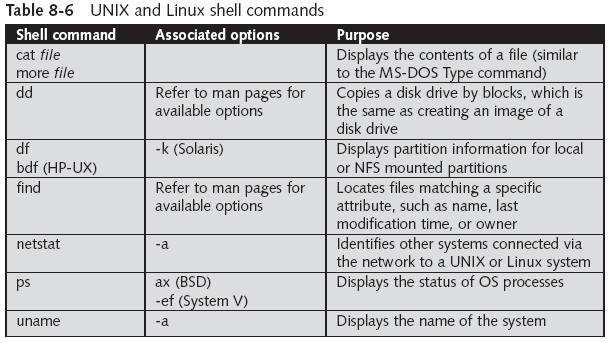 Table 8-6 UNIX and Linux shell commands
Shell command Associated options Purpose
cat file
more file
Displays the contents of a file (similar
to the MS-DOS Type command)
dd
Refer to man pages for
available options
Copies a disk drive by blocks, which is
the same as creating an image of a
disk drive
df
bdf (HP-UX)
-k (Solaris)
Displays partition information for local
or NFS mounted partitions
find
Refer to man pages for
available options
Locates files matching a specific
attribute, such as name, last
modification time, or owner
netstat
-a
Identifies other systems connected via
the network to a UNIX or Linux system
ps
ax (BSD)
-ef (System V)
Displays the status of OS processes
uname
-a
Displays the name of the system